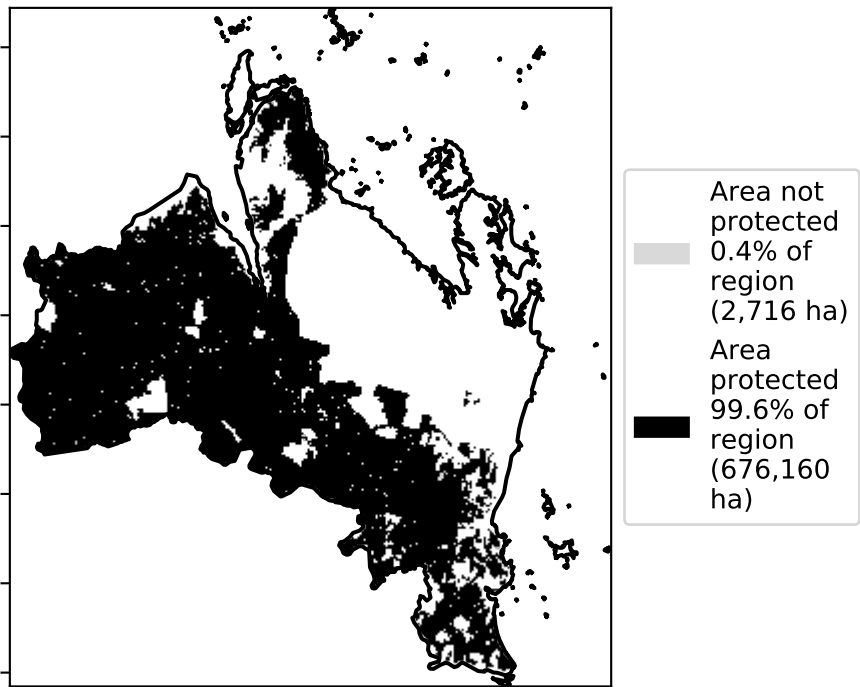 Area not
protected
0.4% of
region
(2,716 ha)
Area
protected
99.6% of
region
(676,160
ha)